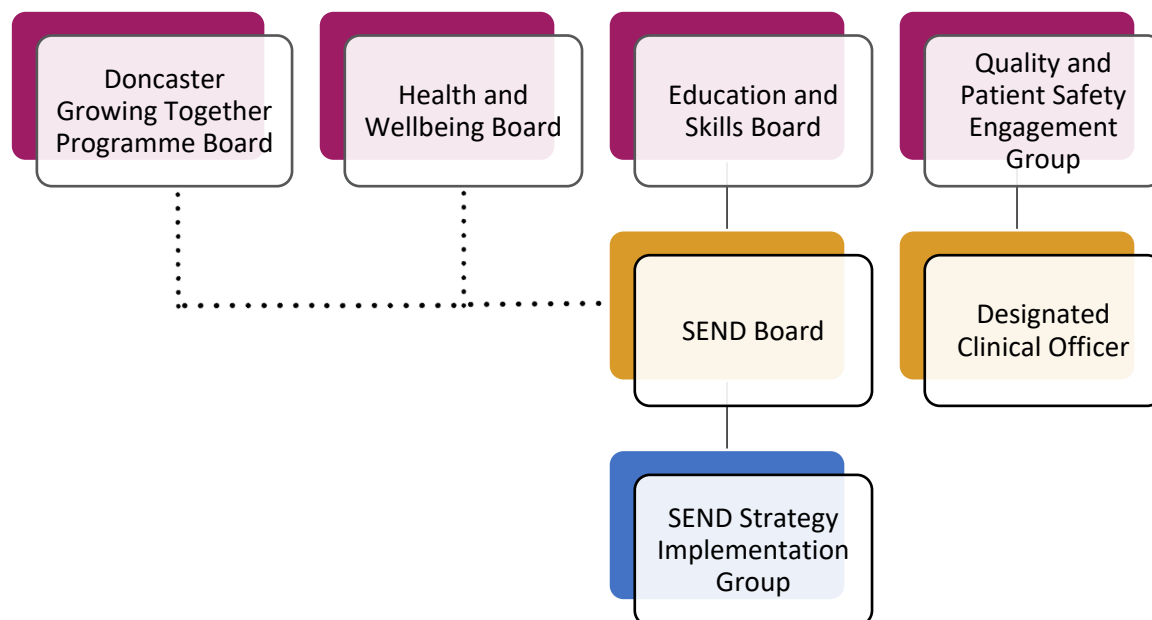 Doncaster
Growing Together
Programme Board
Health and
Wellbeing Board
Education and
Skills Board
Quality and
Patient Safety
Engagement
Group
SEND Board
Designated
Clinical Officer
SEND Strategy
Implementation
Group